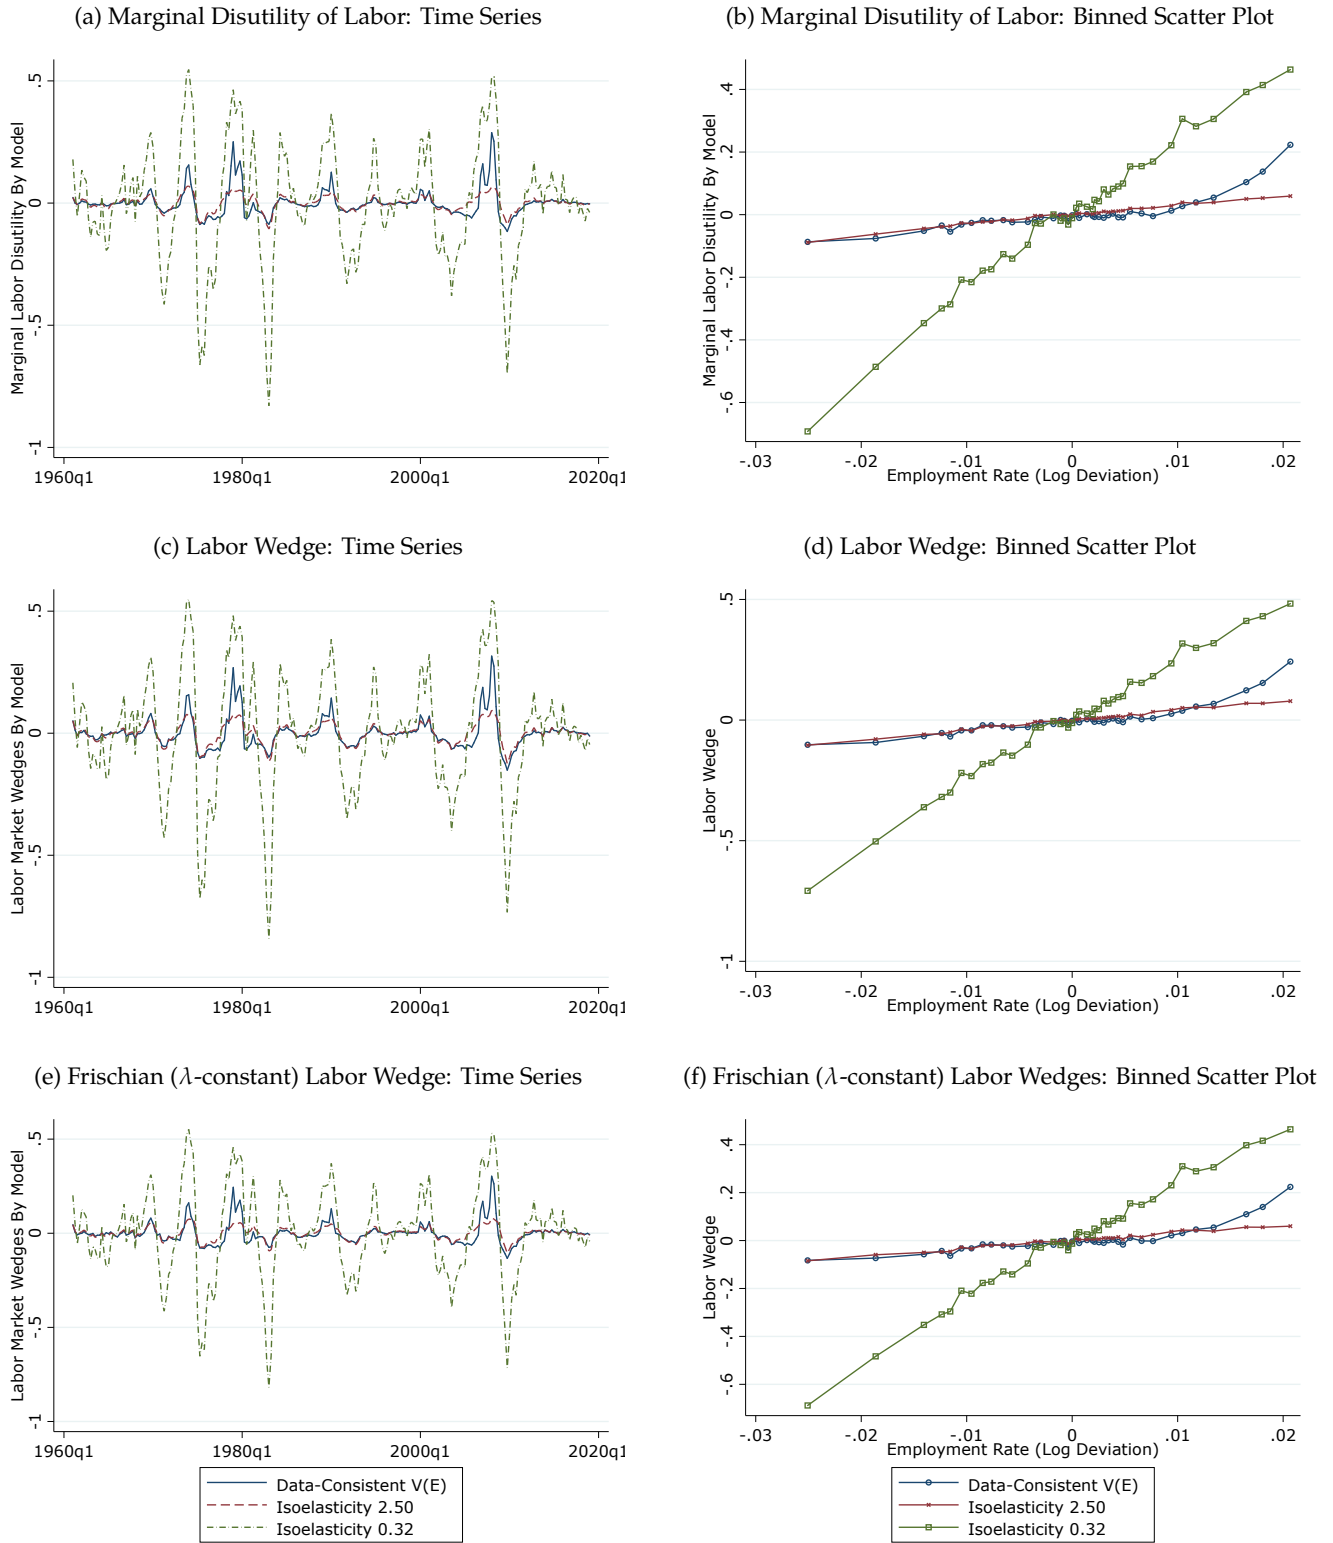 (a) Marginal Disutility of Labor: Time Series
Marginal Labor Disutility By Model
.5
0
-.5
-1
1960q1 1980q1 2000q1 2020q1
(b) Marginal Disutility of Labor: Binned Scatter Plot
Marginal Labor Disutility By Model
.4
.2
0
-.2
-.4
-.6
-.03 -.02 -.01 0 .01 .02
Employment Rate (Log Deviation)
(c) Labor Wedge: Time Series
Labor Market Wedges By Model
.5
0
-.5
-1
1960q1 1980q1 2000q1 2020q1
(d) Labor Wedge: Binned Scatter Plot
Labor Wedge
.5
0
-.5
-1
-.03 -.02 -.01 0 .01 .02
Employment Rate (Log Deviation)
(e) Frischian (λ-constant) Labor Wedge: Time Series
Labor Market Wedges By Model
.5
0
-.5
-1
1960q1 1980q1 2000q1 2020q1
Data-Consistent V(E)
Isoelasticity 2.50
Isoelasticity 0.32
(f) Frischian (λ-constant) Labor Wedges: Binned Scatter Plot
Labor Wedge
.4
.2
0
-.2
-.4
-.6
-.03 -.02 -.01 0 .01 .02
Employment Rate (Log Deviation)
Data-Consistent V(E)
Isoelasticity 2.50
Isoelasticity 0.32